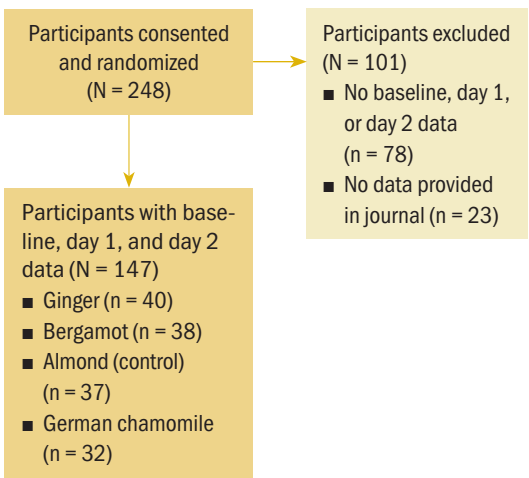 Participants consented
and randomized
(N = 248)
Participants excluded
(N = 101)
■ No baseline, day 1,
or day 2 data
(n = 78)
■ No data provided
in journal (n = 23)
Participants with base-
line, day 1, and day 2
data (N = 147)
■ Ginger (n = 40)
■ Bergamot (n = 38)
■ Almond (control)
(n = 37)
■ German chamomile
(n = 32)